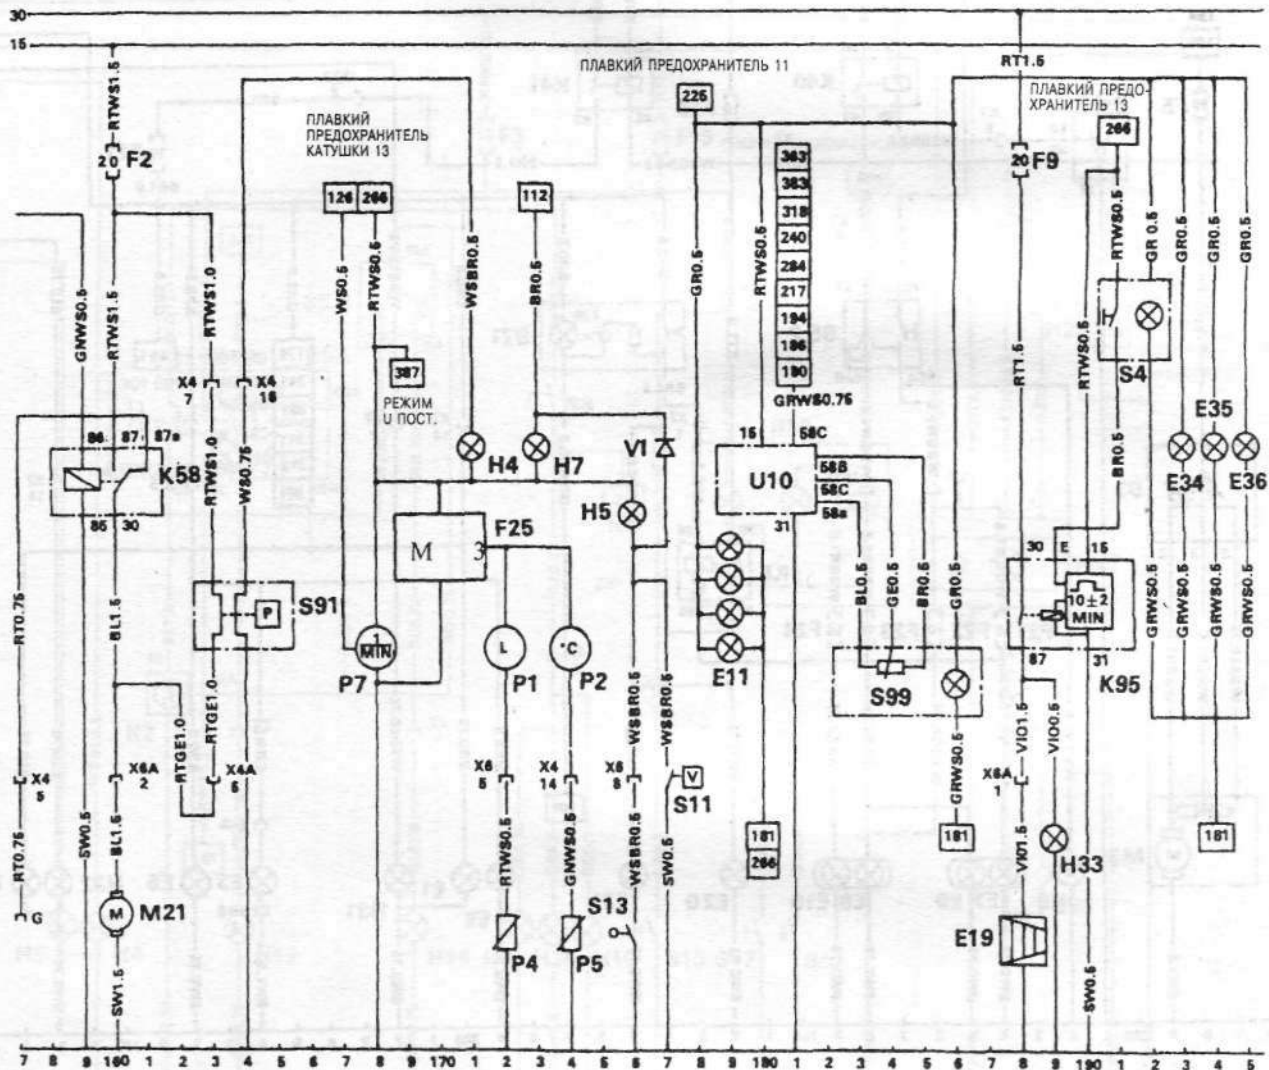 30
15
RTWS1.5
20 F2
ПЛАВКИЙ
ПРЕДОХРАНИТЕЛЬ
КАТУШКИ 13
126 266
112
ПЛАВКИЙ ПРЕДОХРАНИТЕЛЬ 11
225
RT1.5
ПЛАВКИЙ ПРЕДО-
ХРАНИТЕЛЬ 13
266
20 F9
363
383
318
240
284
217
194
196
190
GRWS0.75
GNWS0.5
RTWS1.5
RTWS1.0
WS0.5
RTWS0.5
WSBR0.5
BR0.5
GR0.5
RTWS0.5
RT1.5
RTWS0.5
RTWS0.5
GR 0.5
GR0.5
GR0.5
GR0.5
387
РЕЖИМ
U ПОСТ.
X4
7
X4
16
S4
E35
E34
E36
86
87
87a
K58
85
30
RTWS1.0
WS0.75
H4
H7
V1
H5
15
58C
U10
58B
58C
58a
31
BR0.5
F25
M
3
30
E
15
10±2
MIN
87
31
K95
RT0.75
BL1.5
P
S91
1
MIN
P7
L
P1
°C
P2
E11
BL0.5
GE0.5
BR0.5
GR0.5
S99
GRWS0.5
GRWS0.5
GRWS0.5
GRWS0.5
RTGE1.0
RTGE1.0
WSBR0.5
WSBR0.5
VIO1.5
VIO0.5
X4
5
X6A
2
X4A
5
X6
5
X4
14
X6
8
V
S11
GRWS0.5
X6A
1
RT0.75
SW0.5
BL1.5
RTWS0.5
GNWS0.5
WSBR0.5
SW0.5
181
266
181
VIO1.5
H33
181
G
M
M21
S13
P4
P5
E19
SW1.5
SW0.5
7 8 9 160 1 2 3 4 5 6 7 8 9 170 1 2 3 4 5 6 7 8 9 180 1 2 3 4 5 6 7 8 9 190 1 2 3 4 5